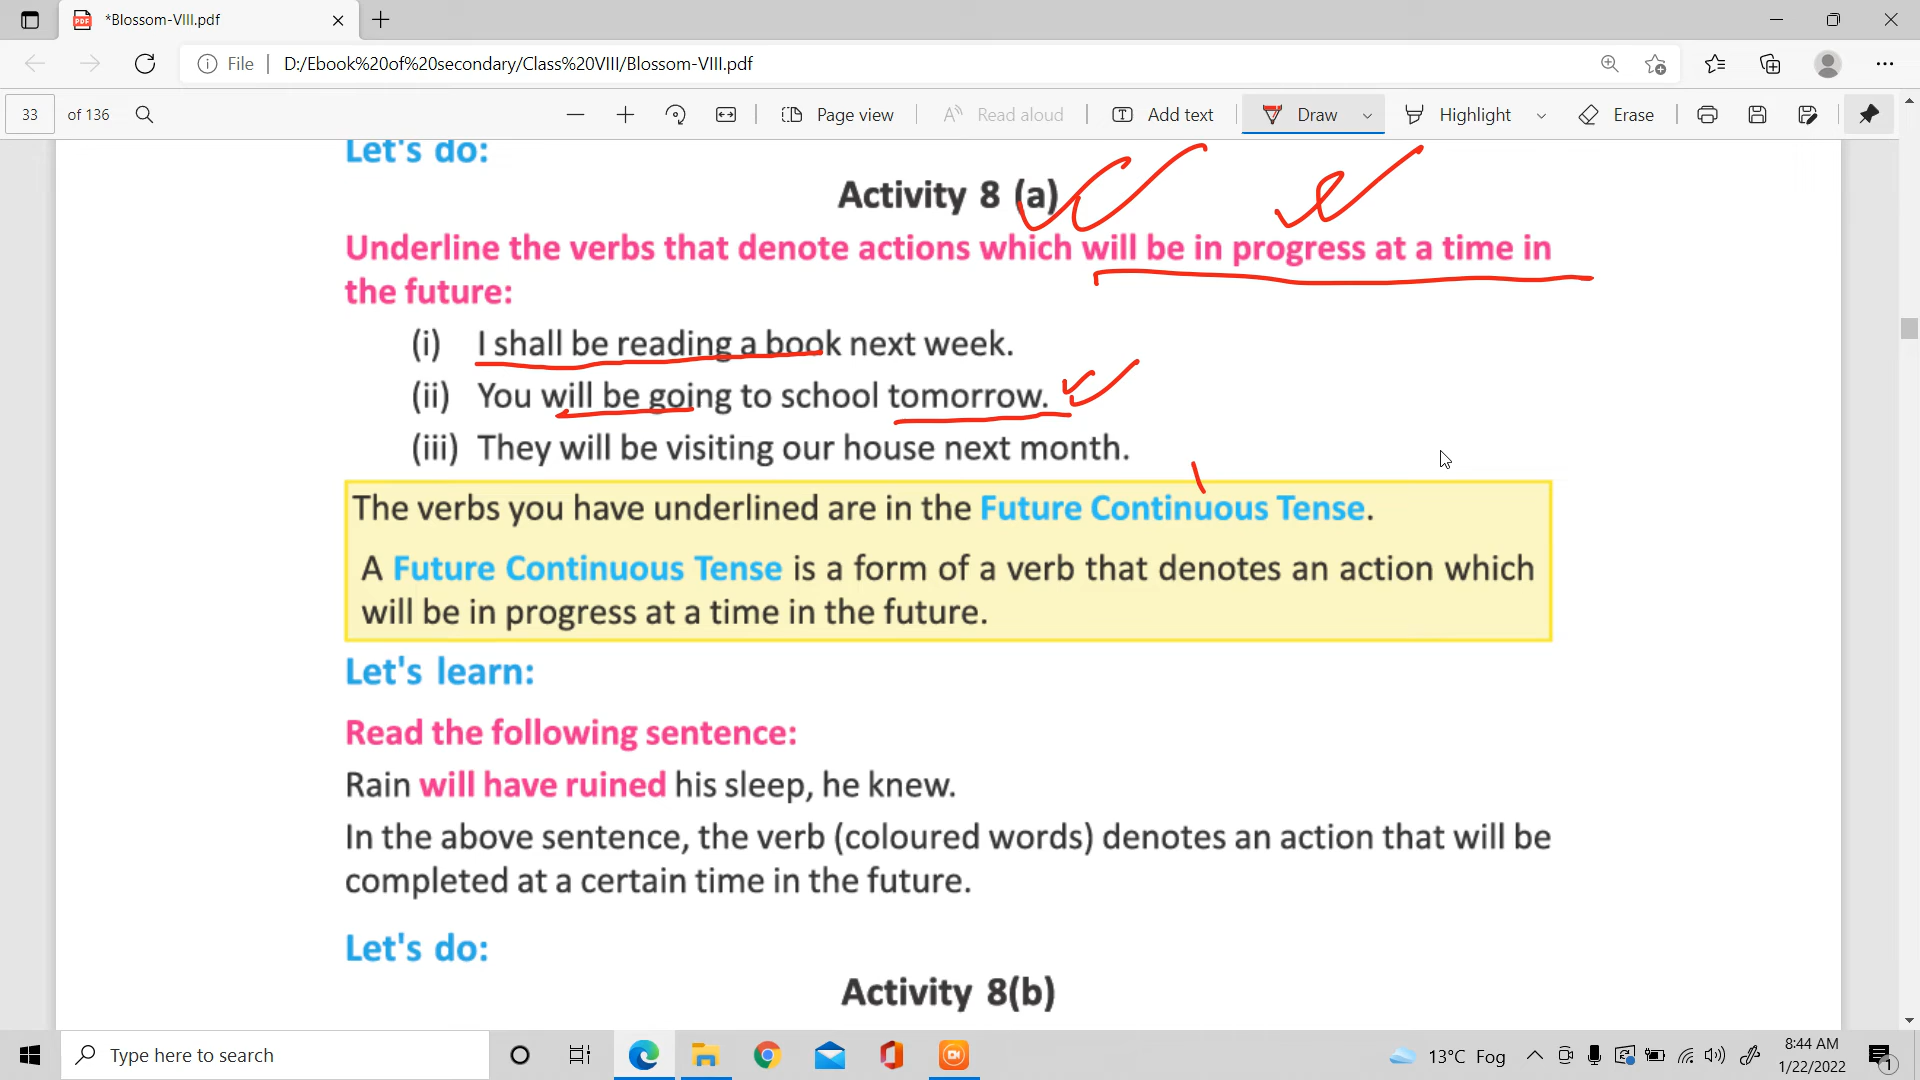 *Blossom-VIII.pdf
File D:/Ebook%20of%20secondary/Class%20VIII/Blossom-VIII.pdf
33 of 136 Page view Read aloud Add text Draw Highlight Erase
Let's do:
Activity 8 (a)
Underline the verbs that denote actions which will be in progress at a time in
the future:
(i) I shall be reading a book next week.
(ii) You will be going to school tomorrow.
(iii) They will be visiting our house next month.
The verbs you have underlined are in the Future Continuous Tense.
A Future Continuous Tense is a form of a verb that denotes an action which
will be in progress at a time in the future.
Let's learn:
Read the following sentence:
Rain will have ruined his sleep, he knew.
In the above sentence, the verb (coloured words) denotes an action that will be
completed at a certain time in the future.
Let's do:
Activity 8(b)
Type here to search
13°C Fog
8:44 AM
1/22/2022
1